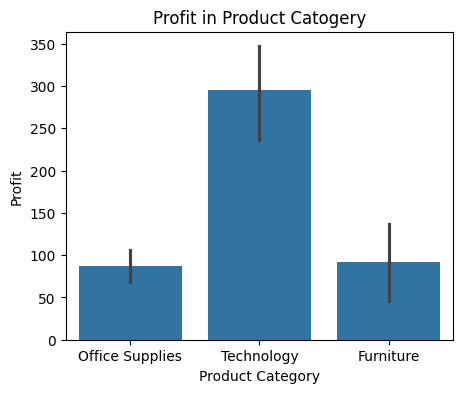 Profit in Product Catogery
350
300
250
200
150
100
50
0
Profit
Office Supplies Technology Furniture
Product Category